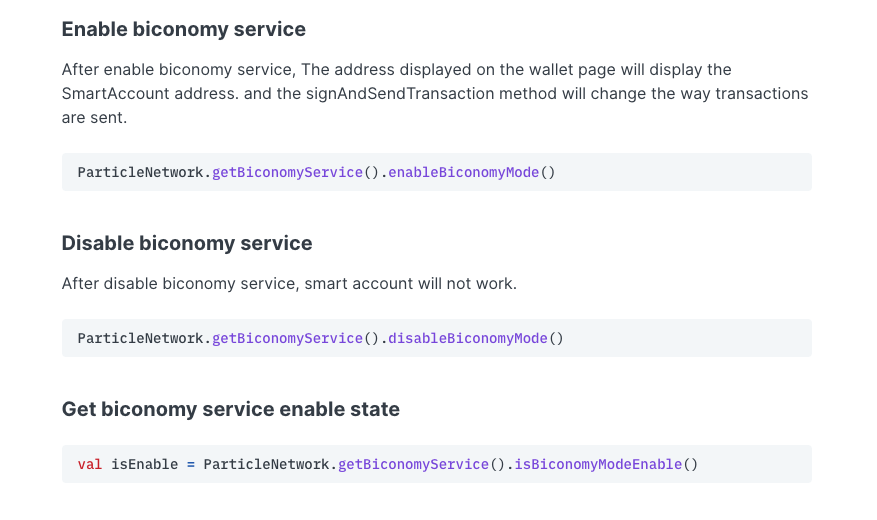 Enable biconomy service
After enable biconomy service, The address displayed on the wallet page will display the
SmartAccount address. and the signAndSendTransaction method will change the way transactions
are sent.
ParticleNetwork.getBiconomyService().enableBiconomyMode()
Disable biconomy service
After disable biconomy service, smart account will not work.
ParticleNetwork.getBiconomyService().disableBiconomyMode()
Get biconomy service enable state
val isEnable = ParticleNetwork.getBiconomyService().isBiconomyModeEnable()